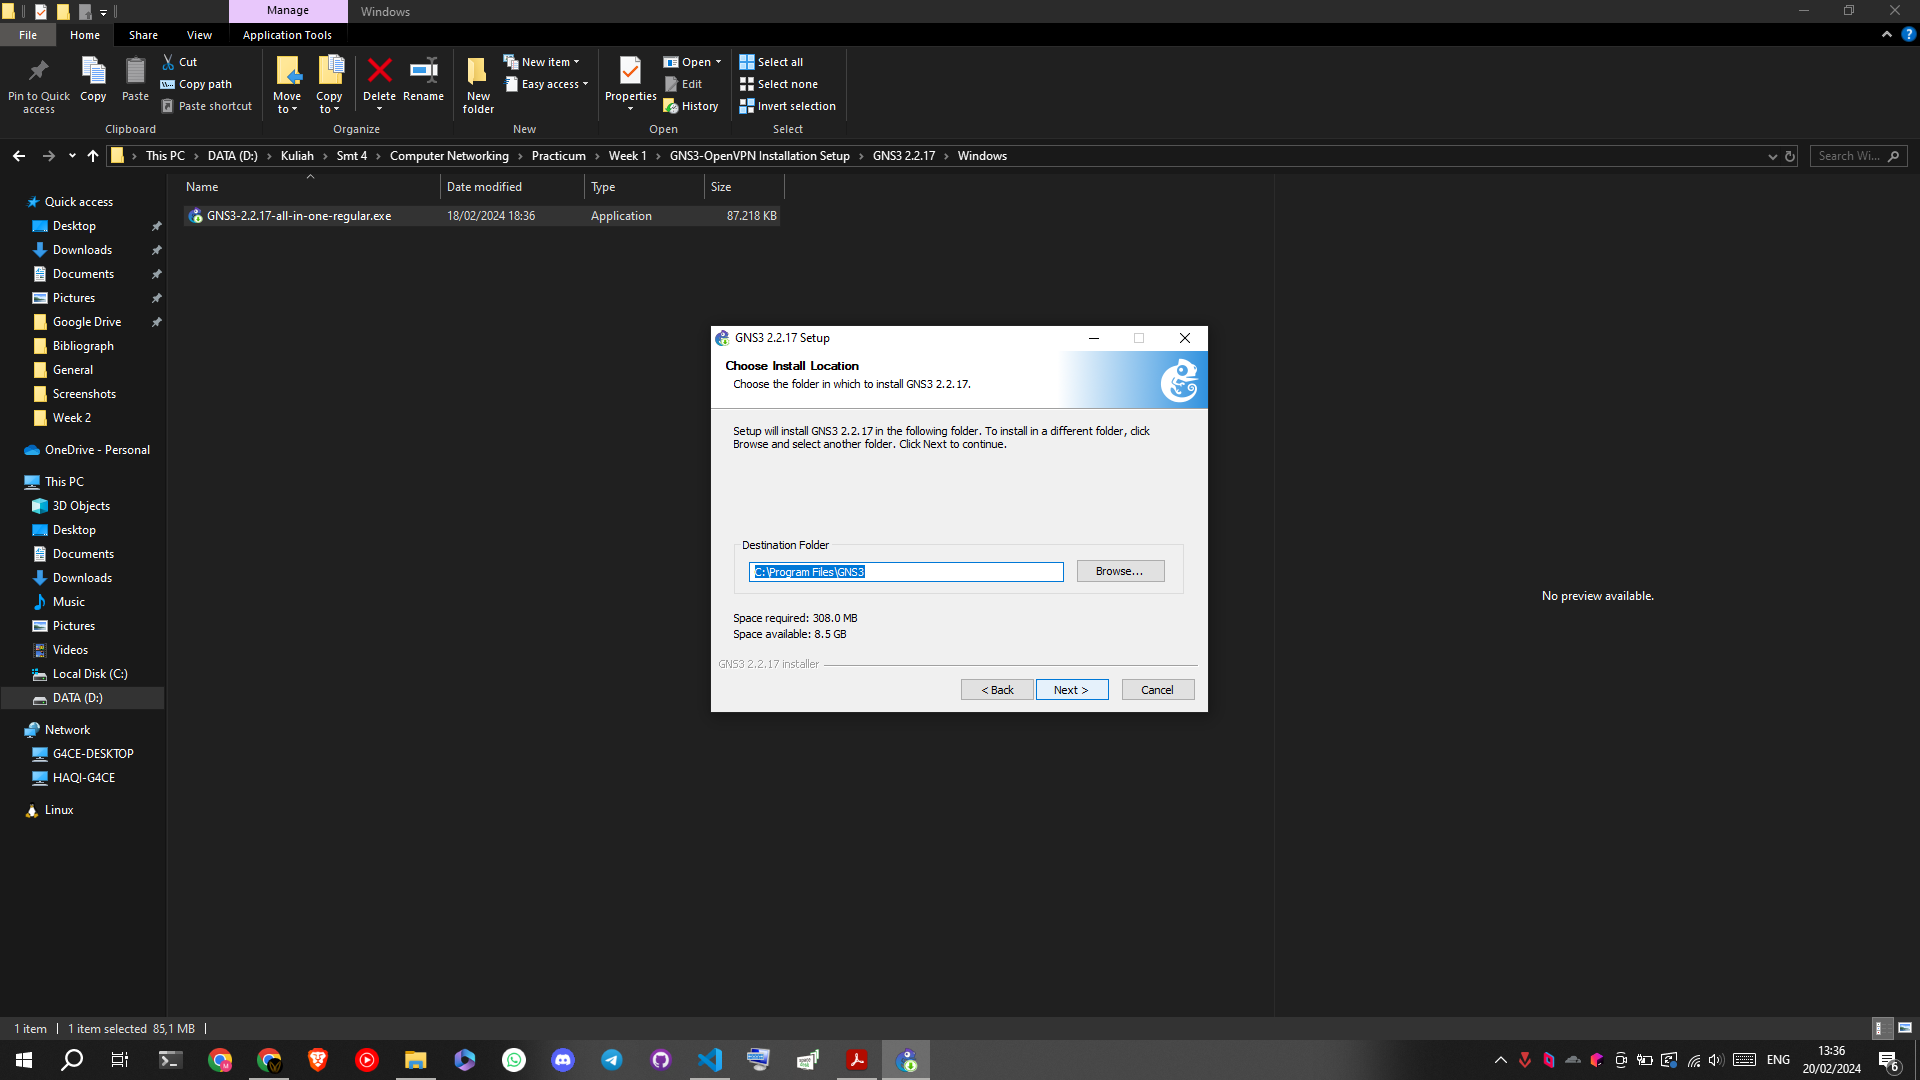 Manage
Windows
File
Home
Share
View
Application Tools
Pin to Quick access
Copy
Paste
Cut
Copy path
Paste shortcut
Clipboard
Move to
Copy to
Delete
Rename
Organize
New folder
New item
Easy access
New
Properties
Open
Edit
History
Open
Select all
Select none
Invert selection
Select
This PC > DATA (D:) > Kuliah > Smt 4 > Computer Networking > Practicum > Week 1 > GNS3-OpenVPN Installation Setup > GNS3 2.2.17 > Windows
Search Wi...
Name Date modified Type Size
GNS3-2.2.17-all-in-one-regular.exe 18/02/2024 18:36 Application 87.218 KB
Quick access
Desktop
Downloads
Documents
Pictures
Google Drive
Bibliograph
General
Screenshots
Week 2
OneDrive - Personal
This PC
3D Objects
Desktop
Documents
Downloads
Music
Pictures
Videos
Local Disk (C:)
DATA (D:)
Network
G4CE-DESKTOP
HAQI-G4CE
Linux
GNS3 2.2.17 Setup
Choose Install Location
Choose the folder in which to install GNS3 2.2.17.
Setup will install GNS3 2.2.17 in the following folder. To install in a different folder, click
Browse and select another folder. Click Next to continue.
Destination Folder
C:\Program Files\GNS3
Browse...
Space required: 308.0 MB
Space available: 8.5 GB
GNS3 2.2.17 installer
< Back
Next >
Cancel
No preview available.
1 item
1 item selected 85,1 MB
ENG
13:36
20/02/2024
6